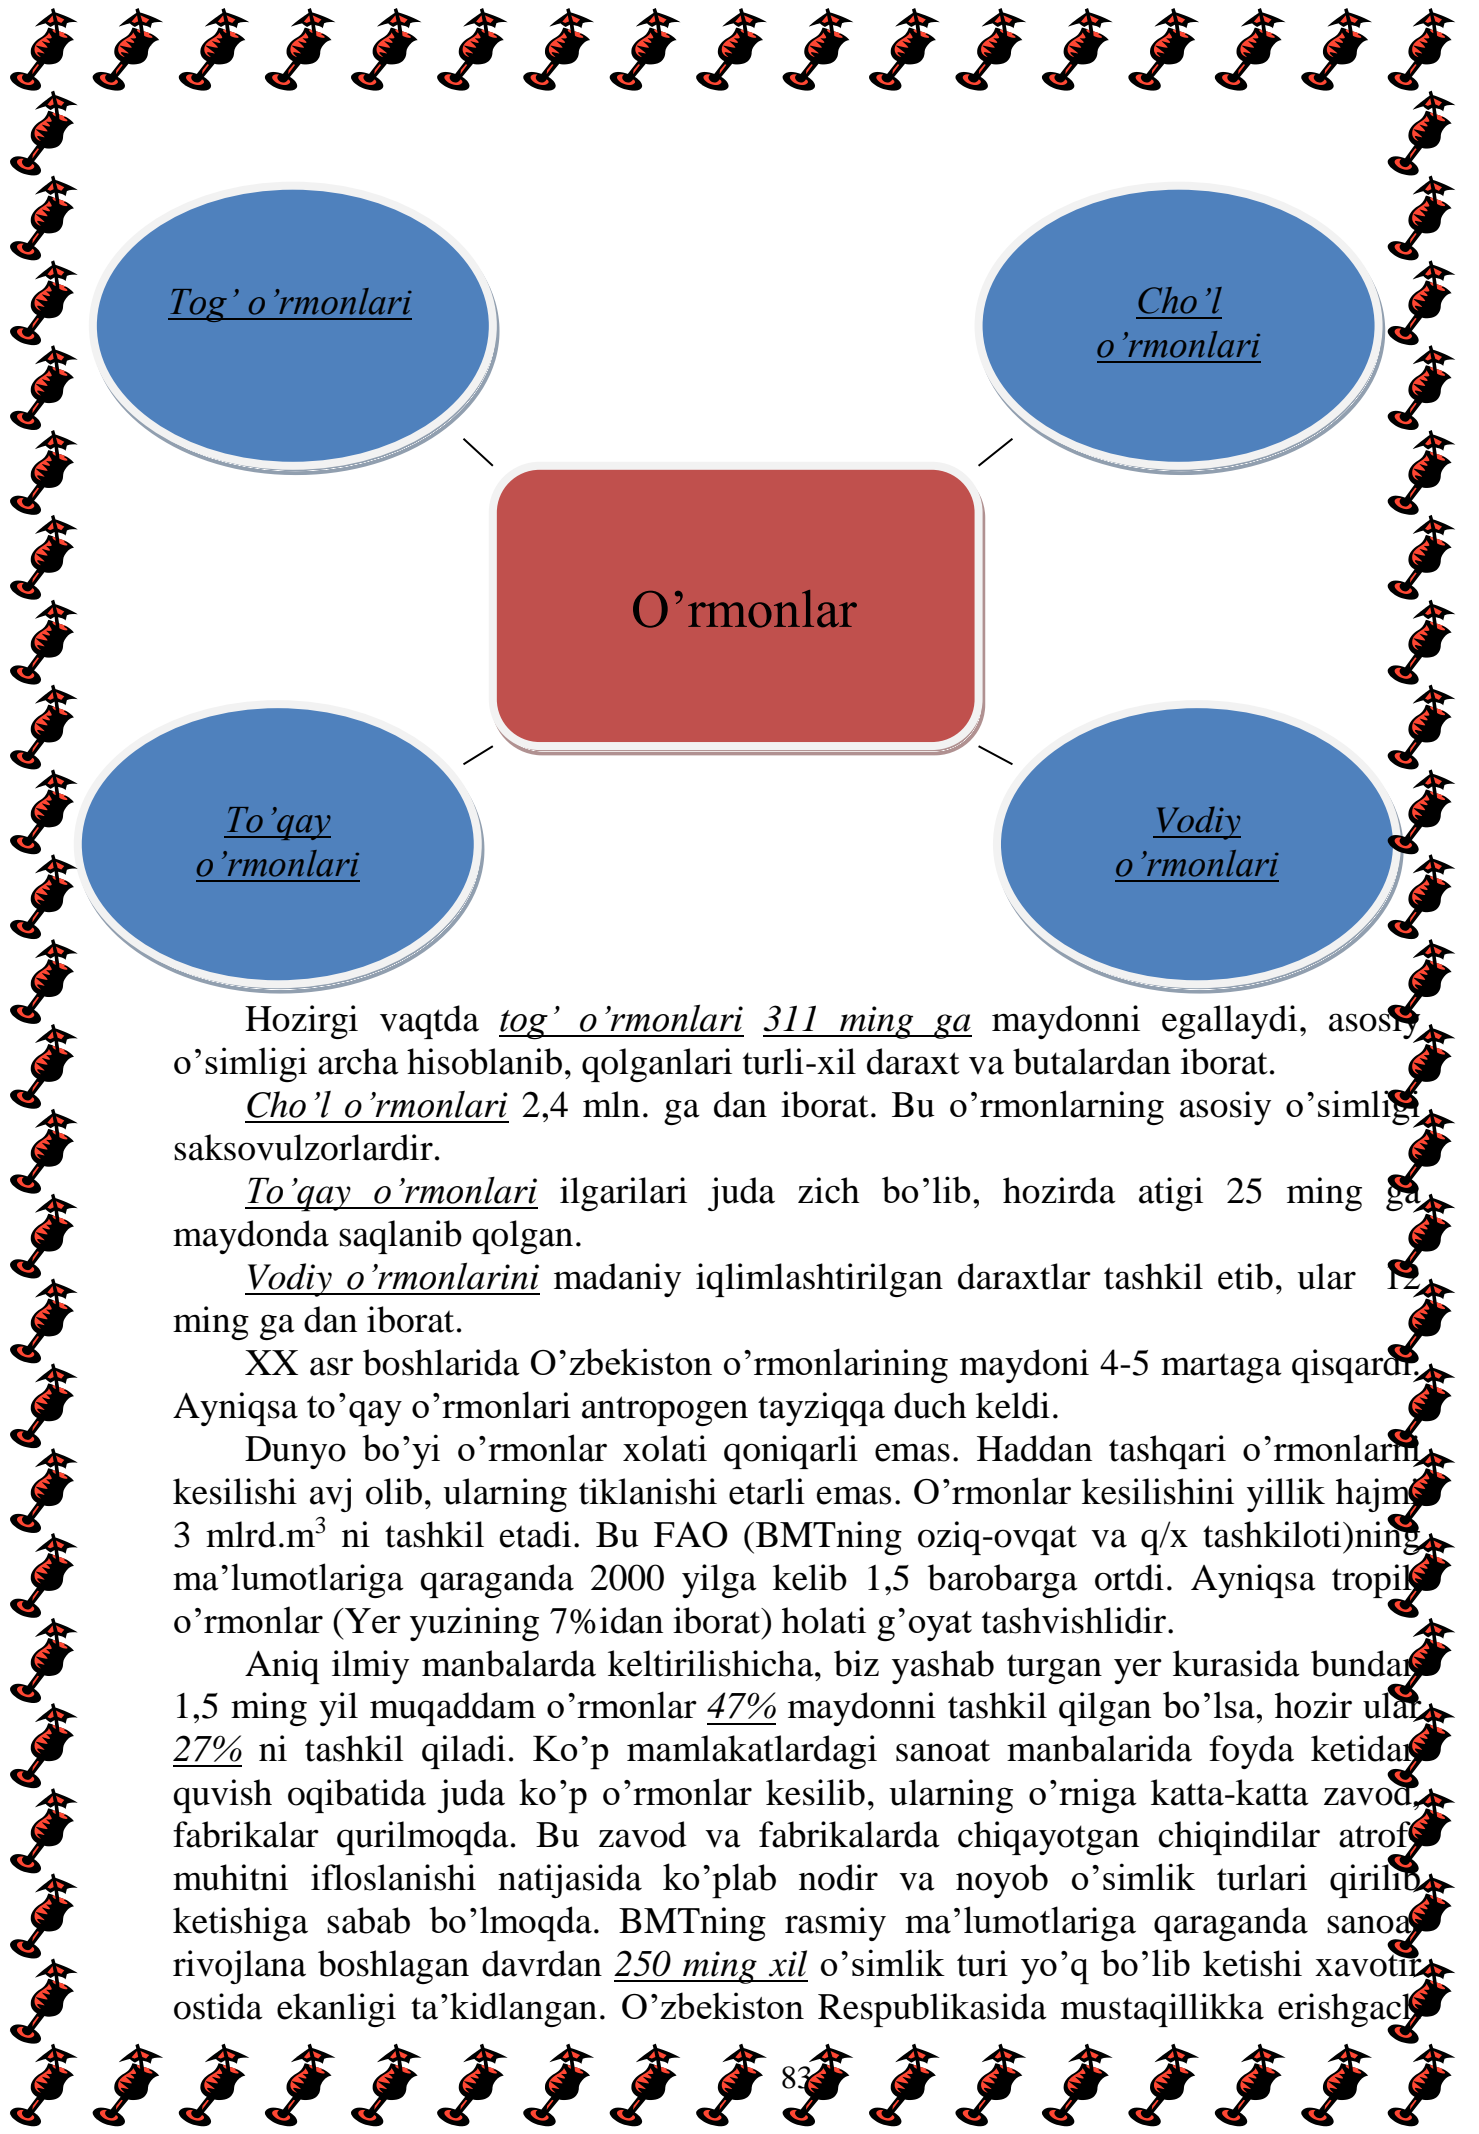 Tog’ o’rmonlari
Cho’l
o’rmonlari
O’rmonlar
To’qay
o’rmonlari
Vodiy
o’rmonlari
Hozirgi vaqtda tog’ o’rmonlari 311 ming ga maydonni egallaydi, asosiy
o’simligi archa hisoblanib, qolganlari turli-xil daraxt va butalardan iborat.
Cho’l o’rmonlari 2,4 mln. ga dan iborat. Bu o’rmonlarning asosiy o’simligi
saksovulzorlardir.
To’qay o’rmonlari ilgarilari juda zich bo’lib, hozirda atigi 25 ming ga
maydonda saqlanib qolgan.
Vodiy o’rmonlarini madaniy iqlimlashtirilgan daraxtlar tashkil etib, ular 12
ming ga dan iborat.
XX asr boshlarida O’zbekiston o’rmonlarining maydoni 4-5 martaga qisqardi.
Ayniqsa to’qay o’rmonlari antropogen tayziqqa duch keldi.
Dunyo bo’yi o’rmonlar xolati qoniqarli emas. Haddan tashqari o’rmonlarni
kesilishi avj olib, ularning tiklanishi etarli emas. O’rmonlar kesilishini yillik hajmi
3 mlrd.m³ ni tashkil etadi. Bu FAO (BMTning oziq-ovqat va q/x tashkiloti)ning
ma’lumotlariga qaraganda 2000 yilga kelib 1,5 barobarga ortdi. Ayniqsa tropik
o’rmonlar (Yer yuzining 7%idan iborat) holati g’oyat tashvishlidir.
Aniq ilmiy manbalarda keltirilishicha, biz yashab turgan yer kurasida bundan
1,5 ming yil muqaddam o’rmonlar 47% maydonni tashkil qilgan bo’lsa, hozir ular
27% ni tashkil qiladi. Ko’p mamlakatlardagi sanoat manbalarida foyda ketidan
quvish oqibatida juda ko’p o’rmonlar kesilib, ularning o’rniga katta-katta zavod,
fabrikalar qurilmoqda. Bu zavod va fabrikalarda chiqayotgan chiqindilar atrof-
muhitni ifloslanishi natijasida ko’plab nodir va noyob o’simlik turlari qirilib
ketishiga sabab bo’lmoqda. BMTning rasmiy ma’lumotlariga qaraganda sanoat
rivojlana boshlagan davrdan 250 ming xil o’simlik turi yo’q bo’lib ketishi xavotir
ostida ekanligi ta’kidlangan. O’zbekiston Respublikasida mustaqillikka erishgach
83